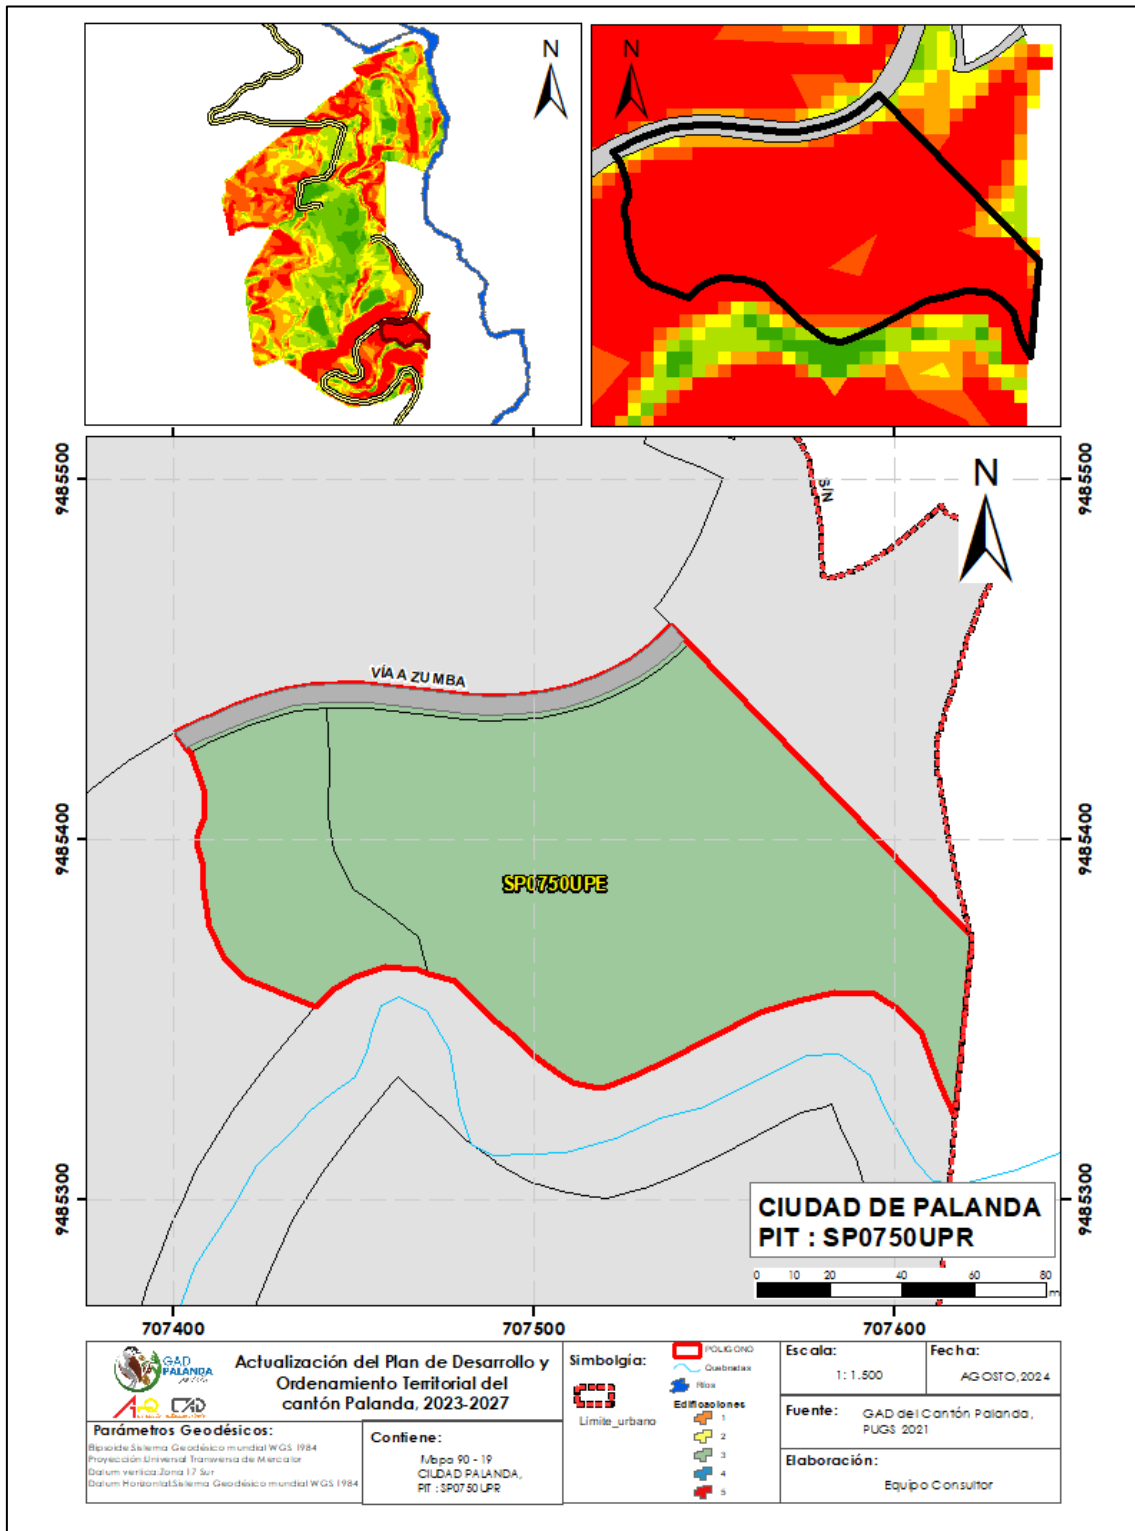 N
N
9485500
9485500
N
S/N
VÍA A ZUMBA
9485400
9485400
SP0750UPE
9485300
9485300
CIUDAD DE PALANDA
PIT : SP0750UPR
0 10 20 40 60 80
m
707400 707500 707600
GAD
PALANDA
Actualización del Plan de Desarrollo y
Ordenamiento Territorial del
cantón Palanda, 2023-2027
Parámetros Geodésicos:
Elipsoide:Sistema Geodésico mundial WGS 1984
Proyección:Universal Transversa de Mercator
Datum vertical:Zona 17 Sur
Datum Horizontal:Sistema Geodésico mundial WGS 1984
Contiene:
Mapa 90 - 19
CIUDAD PALANDA,
PIT : SP0750UPR
Simbolgía:
Limite_urbano
POLIGONO
Quebradas
Rios
Edificaciones
1
2
3
4
5
Escala:
1: 1.500
Fecha:
AGOSTO,2024
Fuente:
GAD del Cantón Palanda,
PUGS 2021
Elaboración:
Equipo Consultor